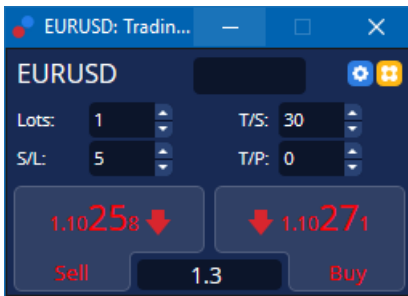 EURUSD: Tradin...
EURUSD
Lots: 1 T/S: 30
S/L: 5 T/P: 0
1.10258 1.10271
Sell 1.3 Buy